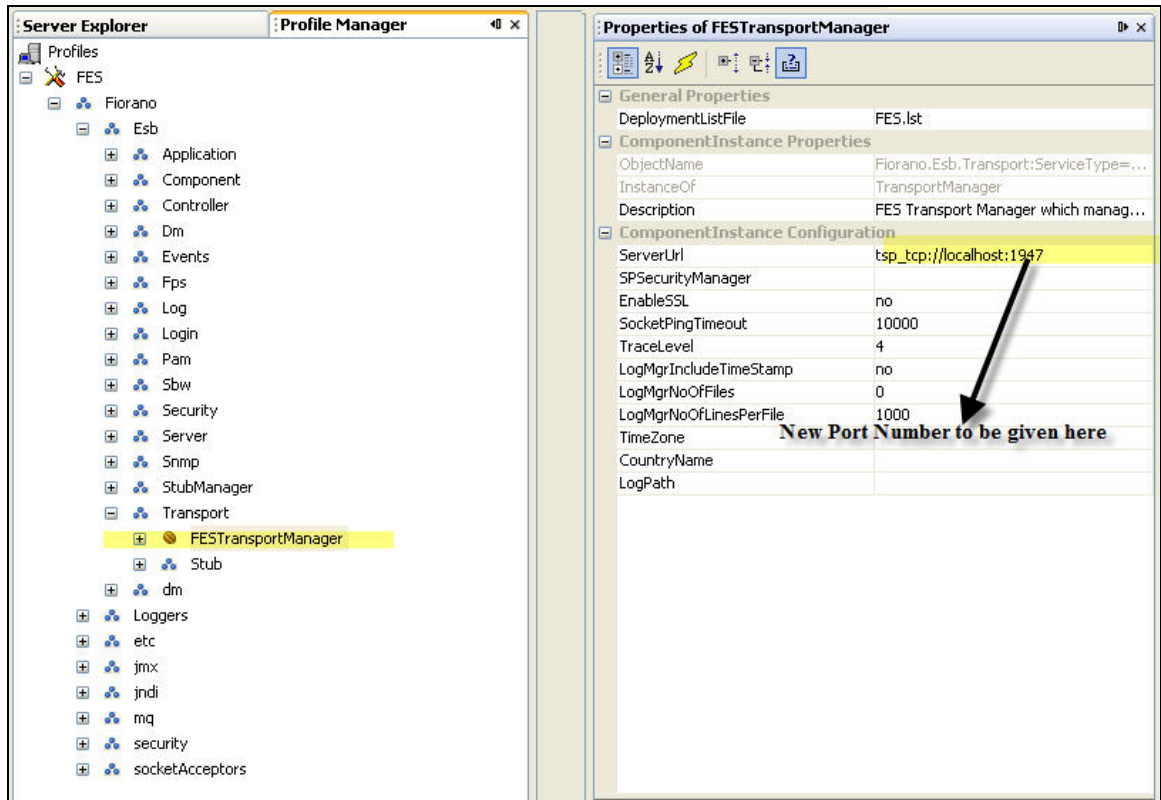 Server Explorer
Profile Manager
Profiles
FES
Fiorano
Esb
Application
Component
Controller
Dm
Events
Fps
Log
Login
Pam
Sbw
Security
Server
Snmp
StubManager
Transport
FESTransportManager
Stub
dm
Loggers
etc
jmx
jndi
mq
security
socketAcceptors
Properties of FESTransportManager
General Properties
DeploymentListFile FES.lst
ComponentInstance Properties
ObjectName Fiorano.Esb.Transport:ServiceType=...
InstanceOf TransportManager
Description FES Transport Manager which manag...
ComponentInstance Configuration
ServerUrl tsp_tcp://localhost:1947
SPSecurityManager
EnableSSL no
SocketPingTimeout 10000
TraceLevel 4
LogMgrIncludeTimeStamp no
LogMgrNoOfFiles 0
LogMgrNoOfLinesPerFile 1000
New Port Number to be given here
TimeZone
CountryName
LogPath